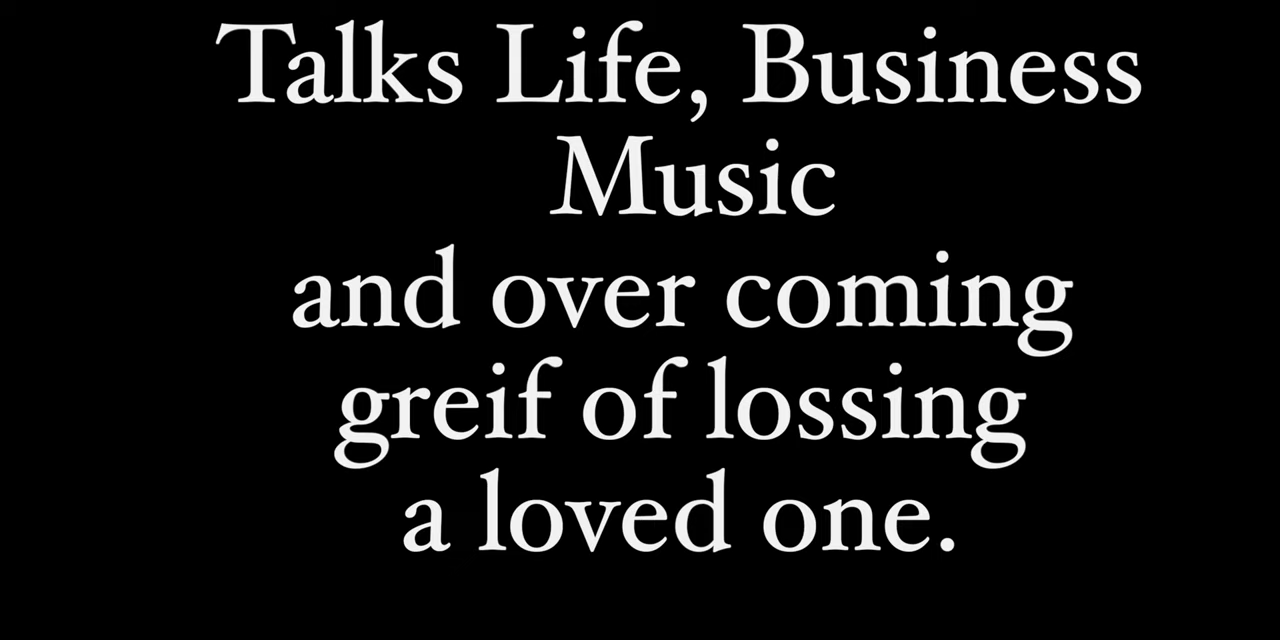 Talks Life, Business
Music
and over coming
greif of lossing
a loved one.